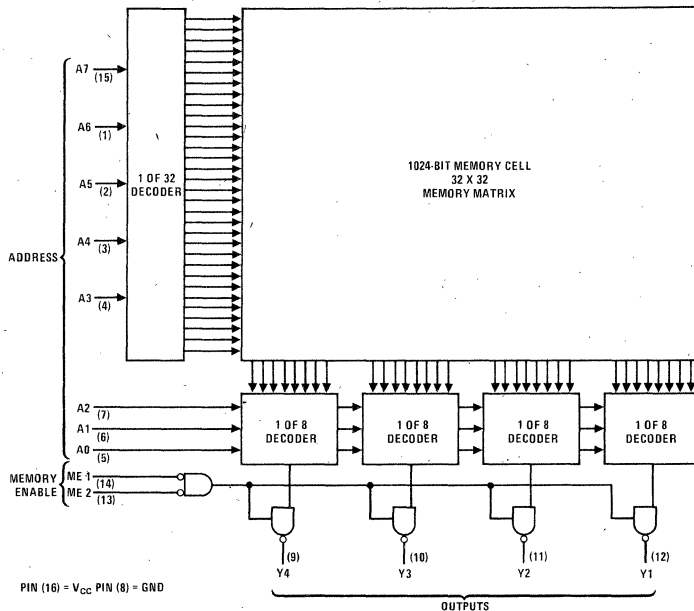 A7
(15)
A6
(1)
A5
(2)
A4
(3)
A3
(4)
1 OF 32
DECODER
1024-BIT MEMORY CELL
32 X 32
MEMORY MATRIX
ADDRESS
A2
(7)
A1
(6)
A0
(5)
1 OF 8
DECODER
1 OF 8
DECODER
1 OF 8
DECODER
1 OF 8
DECODER
MEMORY
ENABLE
ME 1
(14)
ME 2
(13)
(9)
(10)
(11)
(12)
Y4
Y3
Y2
Y1
PIN (16) = VCC PIN (8) = GND
OUTPUTS